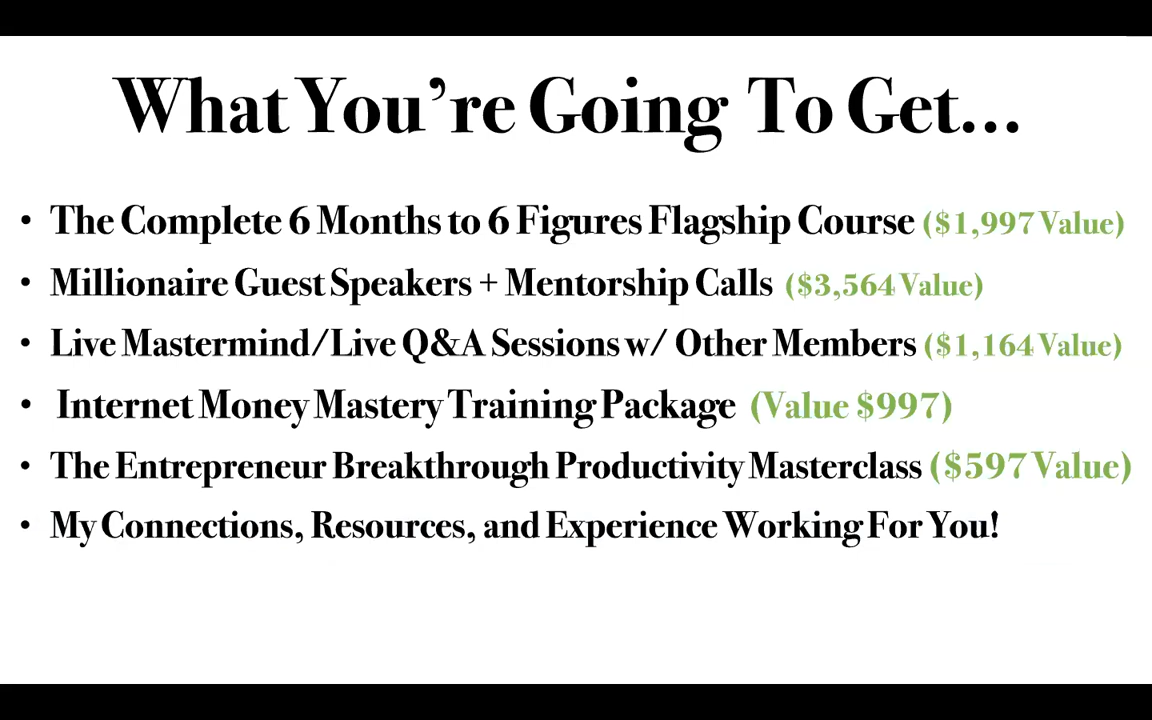 What You’re Going To Get...
• The Complete 6 Months to 6 Figures Flagship Course ($1,997 Value)
• Millionaire Guest Speakers + Mentorship Calls ($3,564 Value)
• Live Mastermind/Live Q&A Sessions w/ Other Members ($1,164 Value)
• Internet Money Mastery Training Package (Value $997)
• The Entrepreneur Breakthrough Productivity Masterclass ($597 Value)
• My Connections, Resources, and Experience Working For You!